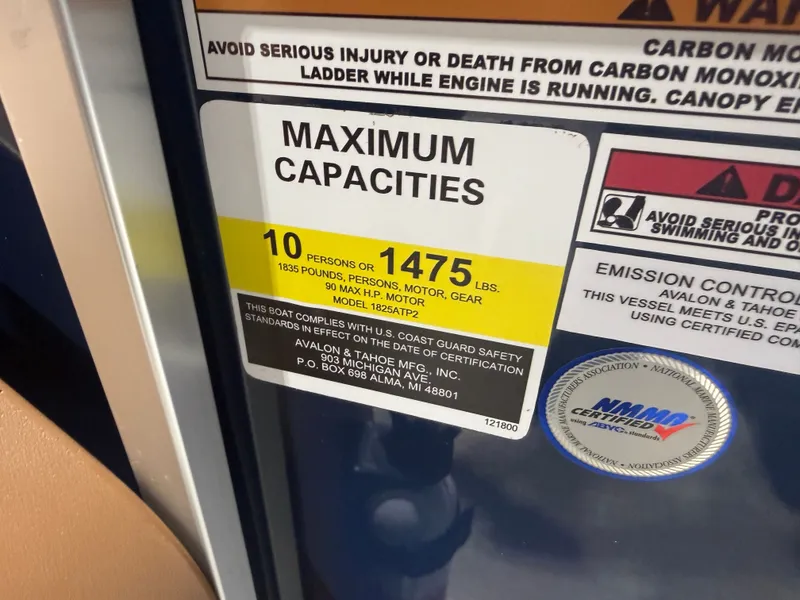 CARBON
AVOID SERIOUS INJURY OR DEATH FROM CARBON
LADDER WHILE ENGINE IS RUNNING. CANOPY
MAXIMUM
CAPACITIES
10 PERSONS OR 1475 LBS.
1835 POUNDS, PERSONS, MOTOR, GEAR
90 MAX H.P. MOTOR
MODEL 1825ATP2
THIS BOAT COMPLIES WITH U.S. COAST GUARD SAFETY
STANDARDS IN EFFECT ON THE DATE OF CERTIFICATION
AVALON & TAHOE MFG., INC.
903 MICHIGAN AVE.
P.O. BOX 698 ALMA, MI 48801
121800
AVOID SERIOUS
SWIMMING AND
EMISSION
AVALON & TAHOE
THIS VESSEL MEETS U.S. EPA
USING CERTIFIED
NATIONAL MARINE MANUFACTURERS ASSOCIATION
NMMA
CERTIFIED
using ABYC standards